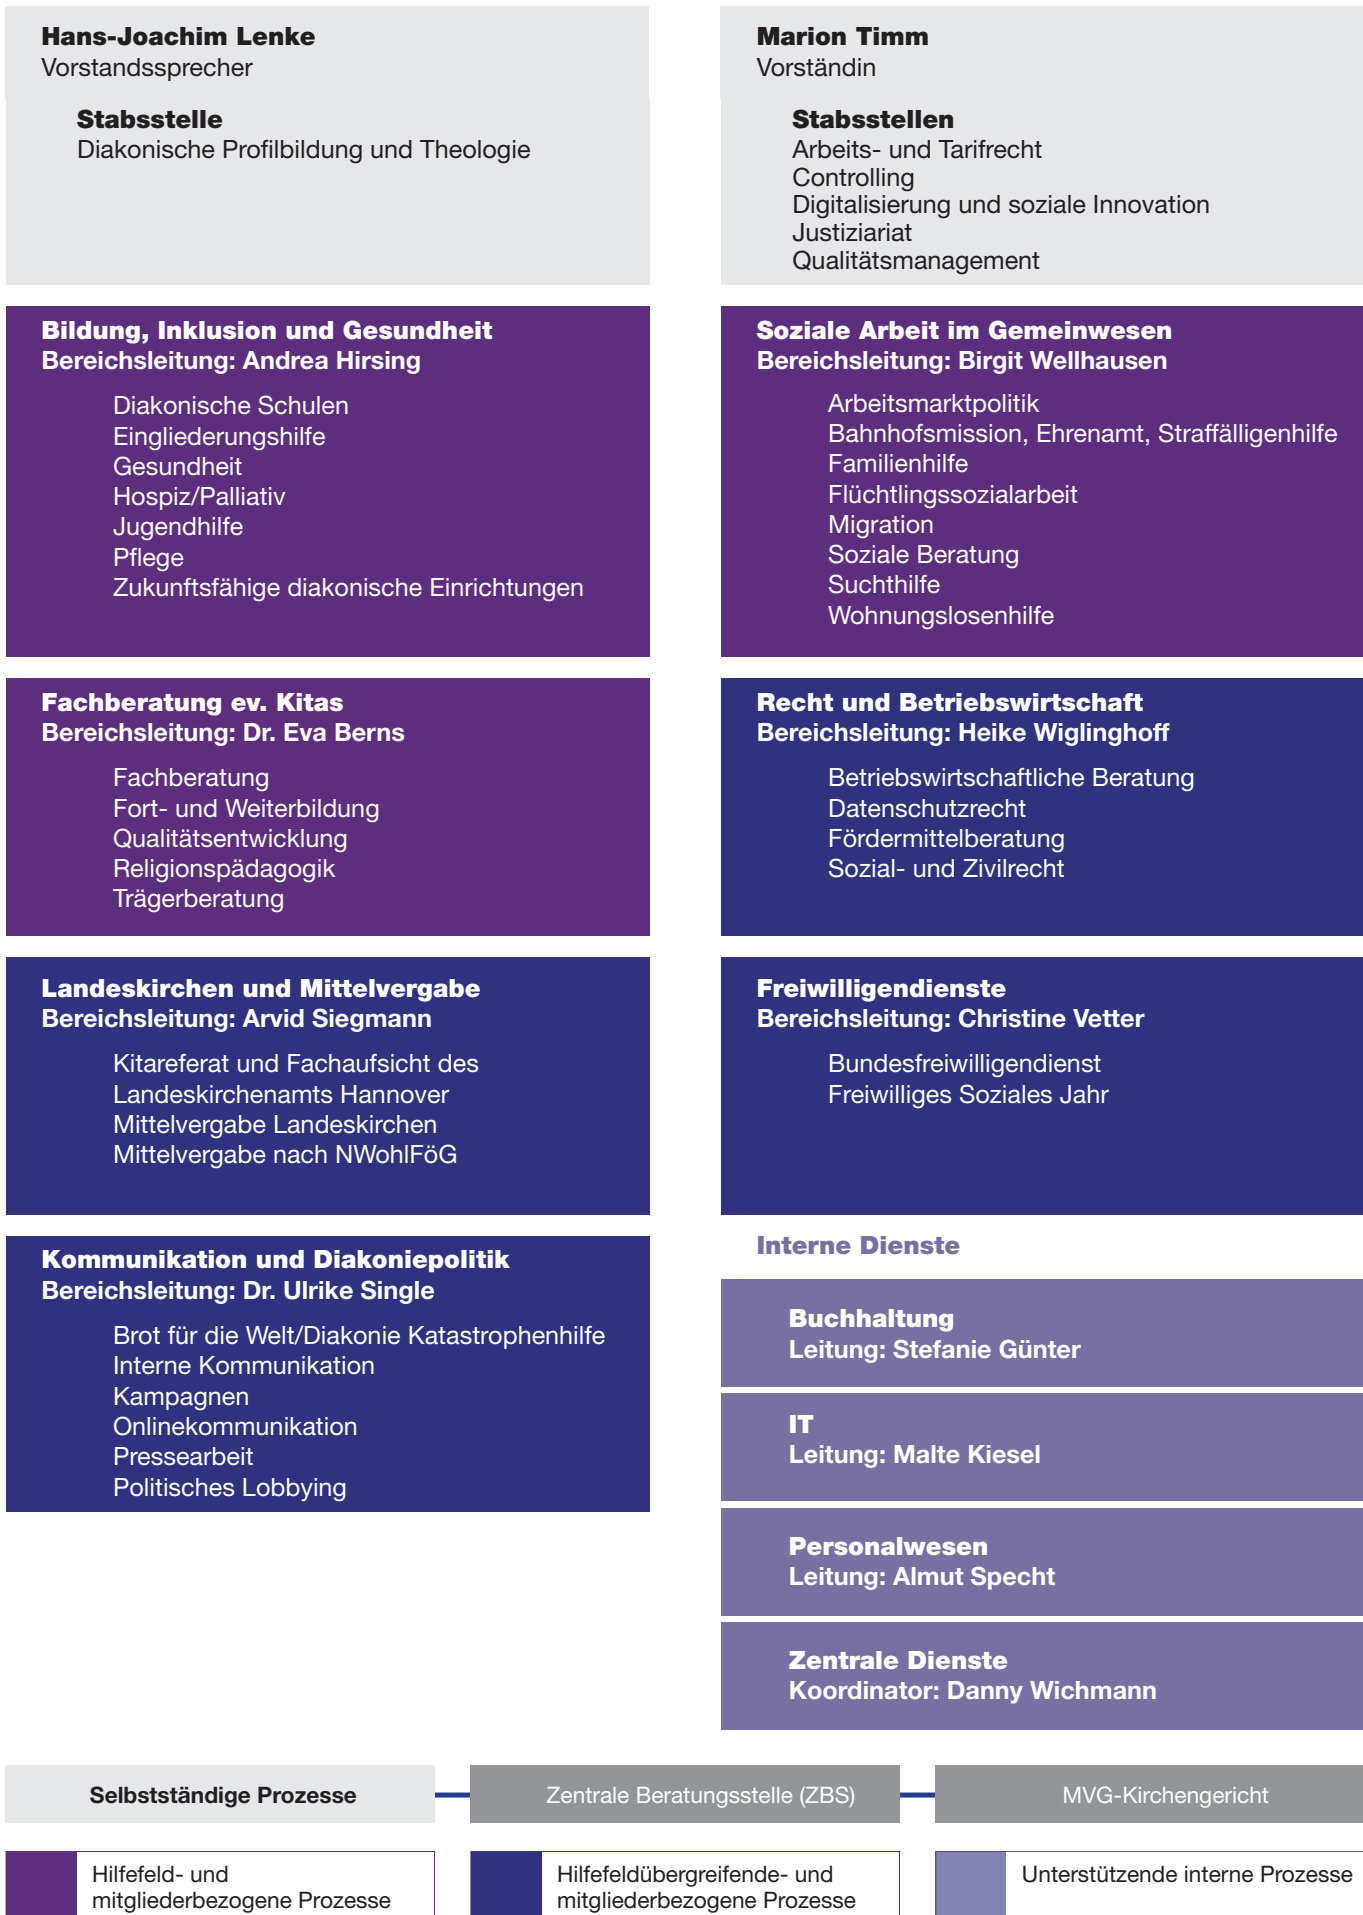 Hans-Joachim Lenke
Vorstandssprecher
Stabsstelle
Diakonische Profilbildung und Theologie
Marion Timm
Vorständin
Stabsstellen
Arbeits- und Tarifrecht
Controlling
Digitalisierung und soziale Innovation
Justiziariat
Qualitätsmanagement
Bildung, Inklusion und Gesundheit
Bereichsleitung: Andrea Hirsing
Diakonische Schulen
Eingliederungshilfe
Gesundheit
Hospiz/Palliativ
Jugendhilfe
Pflege
Zukunftsfähige diakonische Einrichtungen
Soziale Arbeit im Gemeinwesen
Bereichsleitung: Birgit Wellhausen
Arbeitsmarktpolitik
Bahnhofsmission, Ehrenamt, Straffälligenhilfe
Familienhilfe
Flüchtlingssozialarbeit
Migration
Soziale Beratung
Suchthilfe
Wohnungslosenhilfe
Fachberatung ev. Kitas
Bereichsleitung: Dr. Eva Berns
Fachberatung
Fort- und Weiterbildung
Qualitätsentwicklung
Religionspädagogik
Trägerberatung
Recht und Betriebswirtschaft
Bereichsleitung: Heike Wiglinghoff
Betriebswirtschaftliche Beratung
Datenschutzrecht
Fördermittelberatung
Sozial- und Zivilrecht
Landeskirchen und Mittelvergabe
Bereichsleitung: Arvid Siegmann
Kitareferat und Fachaufsicht des
Landeskirchenamts Hannover
Mittelvergabe Landeskirchen
Mittelvergabe nach NWohlFöG
Freiwilligendienste
Bereichsleitung: Christine Vetter
Bundesfreiwilligendienst
Freiwilliges Soziales Jahr
Kommunikation und Diakoniepolitik
Bereichsleitung: Dr. Ulrike Single
Brot für die Welt/Diakonie Katastrophenhilfe
Interne Kommunikation
Kampagnen
Onlinekommunikation
Pressearbeit
Politisches Lobbying
Interne Dienste
Buchhaltung
Leitung: Stefanie Günter
IT
Leitung: Malte Kiesel
Personalwesen
Leitung: Almut Specht
Zentrale Dienste
Koordinator: Danny Wichmann
Selbstständige Prozesse
Zentrale Beratungsstelle (ZBS)
MVG-Kirchengericht
Hilfefeld- und
mitgliederbezogene Prozesse
Hilfefeldübergreifende- und
mitgliederbezogene Prozesse
Unterstützende interne Prozesse